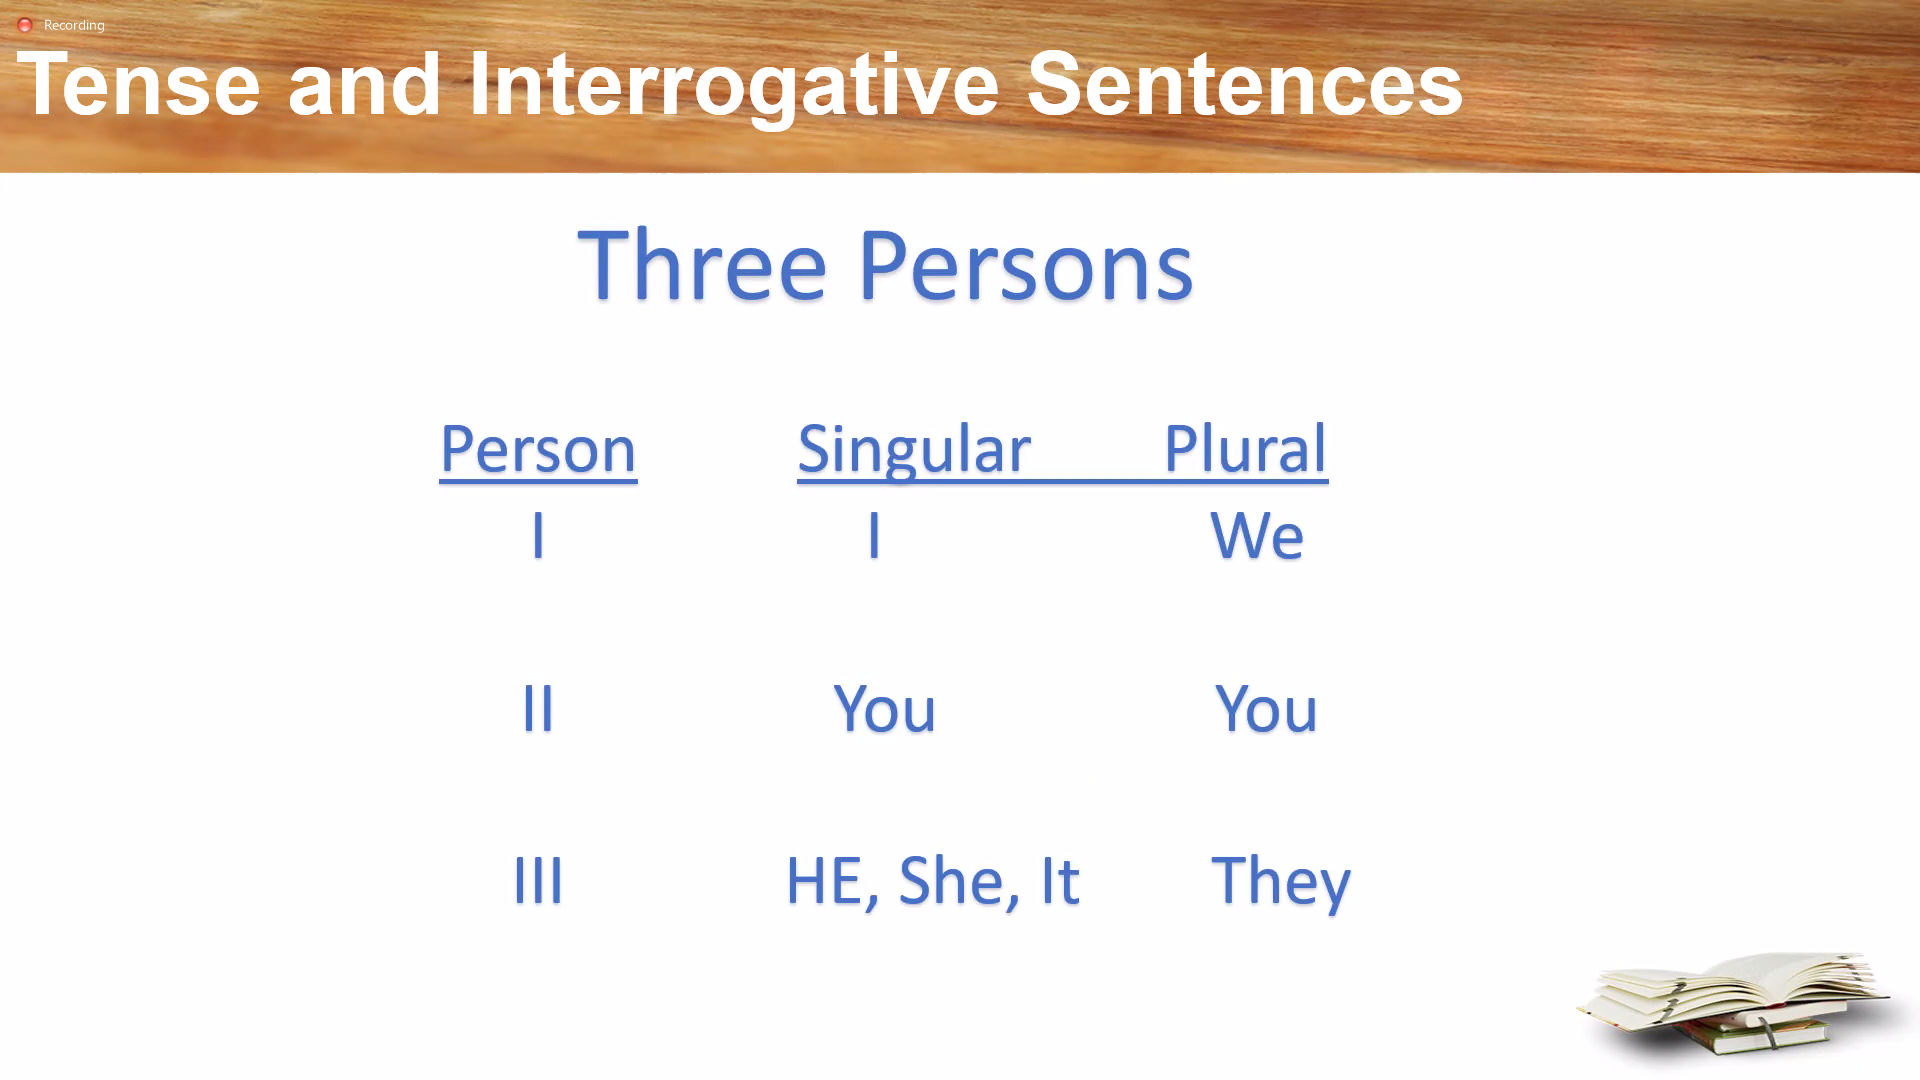 Recording
Tense and Interrogative Sentences
Three Persons
Person Singular Plural
I I We
II You You
III HE, She, It They